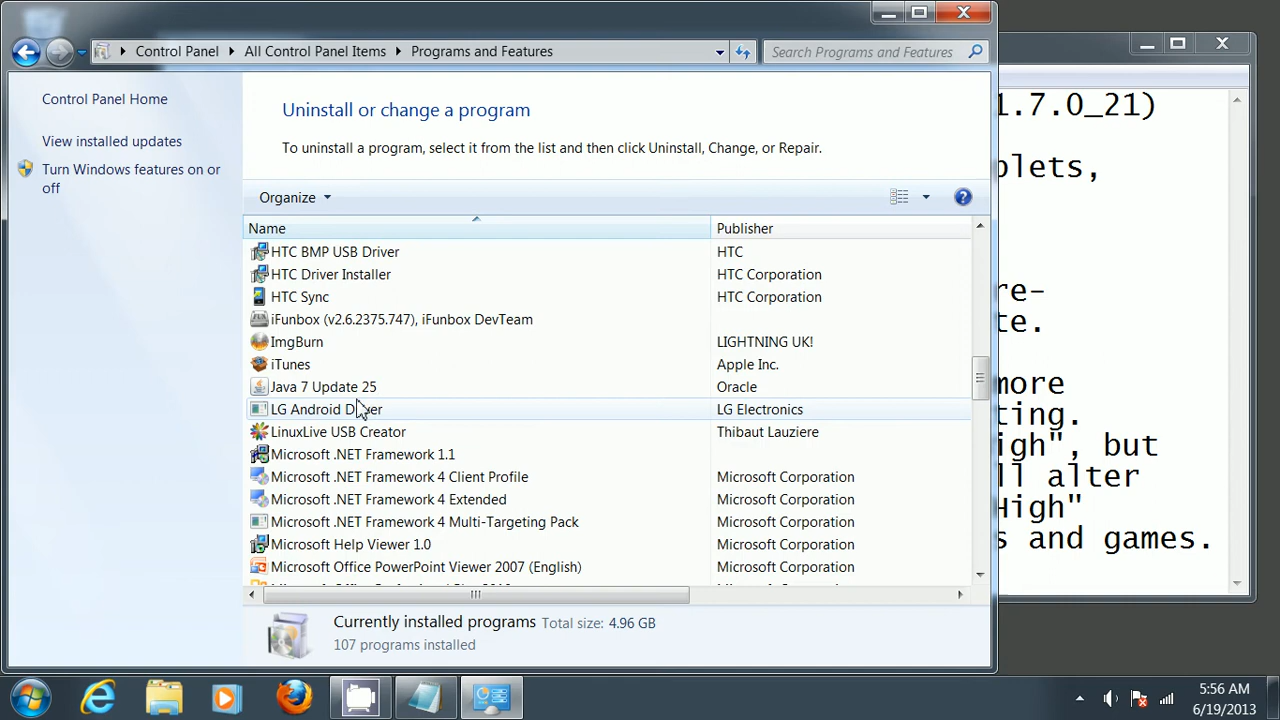 Control Panel All Control Panel Items Programs and Features
Search Programs and Features
Control Panel Home
View installed updates
Turn Windows features on or
off
Uninstall or change a program
To uninstall a program, select it from the list and then click Uninstall, Change, or Repair.
Organize
Name Publisher
HTC BMP USB Driver HTC
HTC Driver Installer HTC Corporation
HTC Sync HTC Corporation
iFunbox (v2.6.2375.747), iFunbox DevTeam
ImgBurn LIGHTNING UK!
iTunes Apple Inc.
Java 7 Update 25 Oracle
LG Android Driver LG Electronics
LinuxLive USB Creator Thibaut Lauziere
Microsoft .NET Framework 1.1
Microsoft .NET Framework 4 Client Profile Microsoft Corporation
Microsoft .NET Framework 4 Extended Microsoft Corporation
Microsoft .NET Framework 4 Multi-Targeting Pack Microsoft Corporation
Microsoft Help Viewer 1.0 Microsoft Corporation
Microsoft Office PowerPoint Viewer 2007 (English) Microsoft Corporation
Currently installed programs Total size: 4.96 GB
107 programs installed
1.7.0_21)
plets,
re-
te.
more
ting.
igh", but
ll alter
High"
s and games.
5:56 AM
6/19/2013